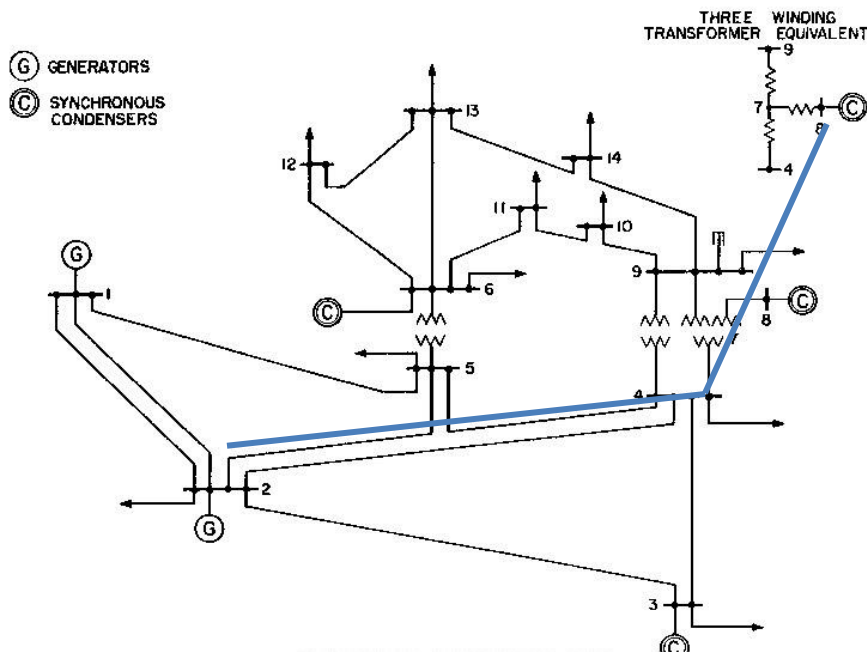 THREE WINDING
TRANSFORMER EQUIVALENT
9
G GENERATORS
7
C
8
C SYNCHRONOUS
CONDENSERS
13
14
12
4
11
10
G
9
1
6
C
8
C
7
5
4
2
G
3
C